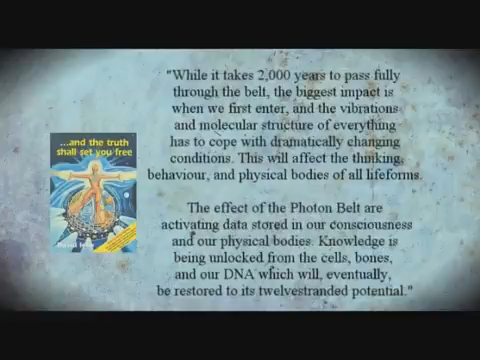 "While it takes 2,000 years to pass fully
through the belt, the biggest impact is
when we first enter, and the vibrations
and molecular structure of everything
has to cope with dramatically changing
conditions. This will affect the thinking,
behaviour, and physical bodies of all lifeforms.
The effect of the Photon Belt are
activating data stored in our consciousness
and our physical bodies. Knowledge is
being unlocked from the cells, bones,
and our DNA which will, eventually,
be restored to its twelvestranded potential."
...and the truth
shall set you free
David Icke